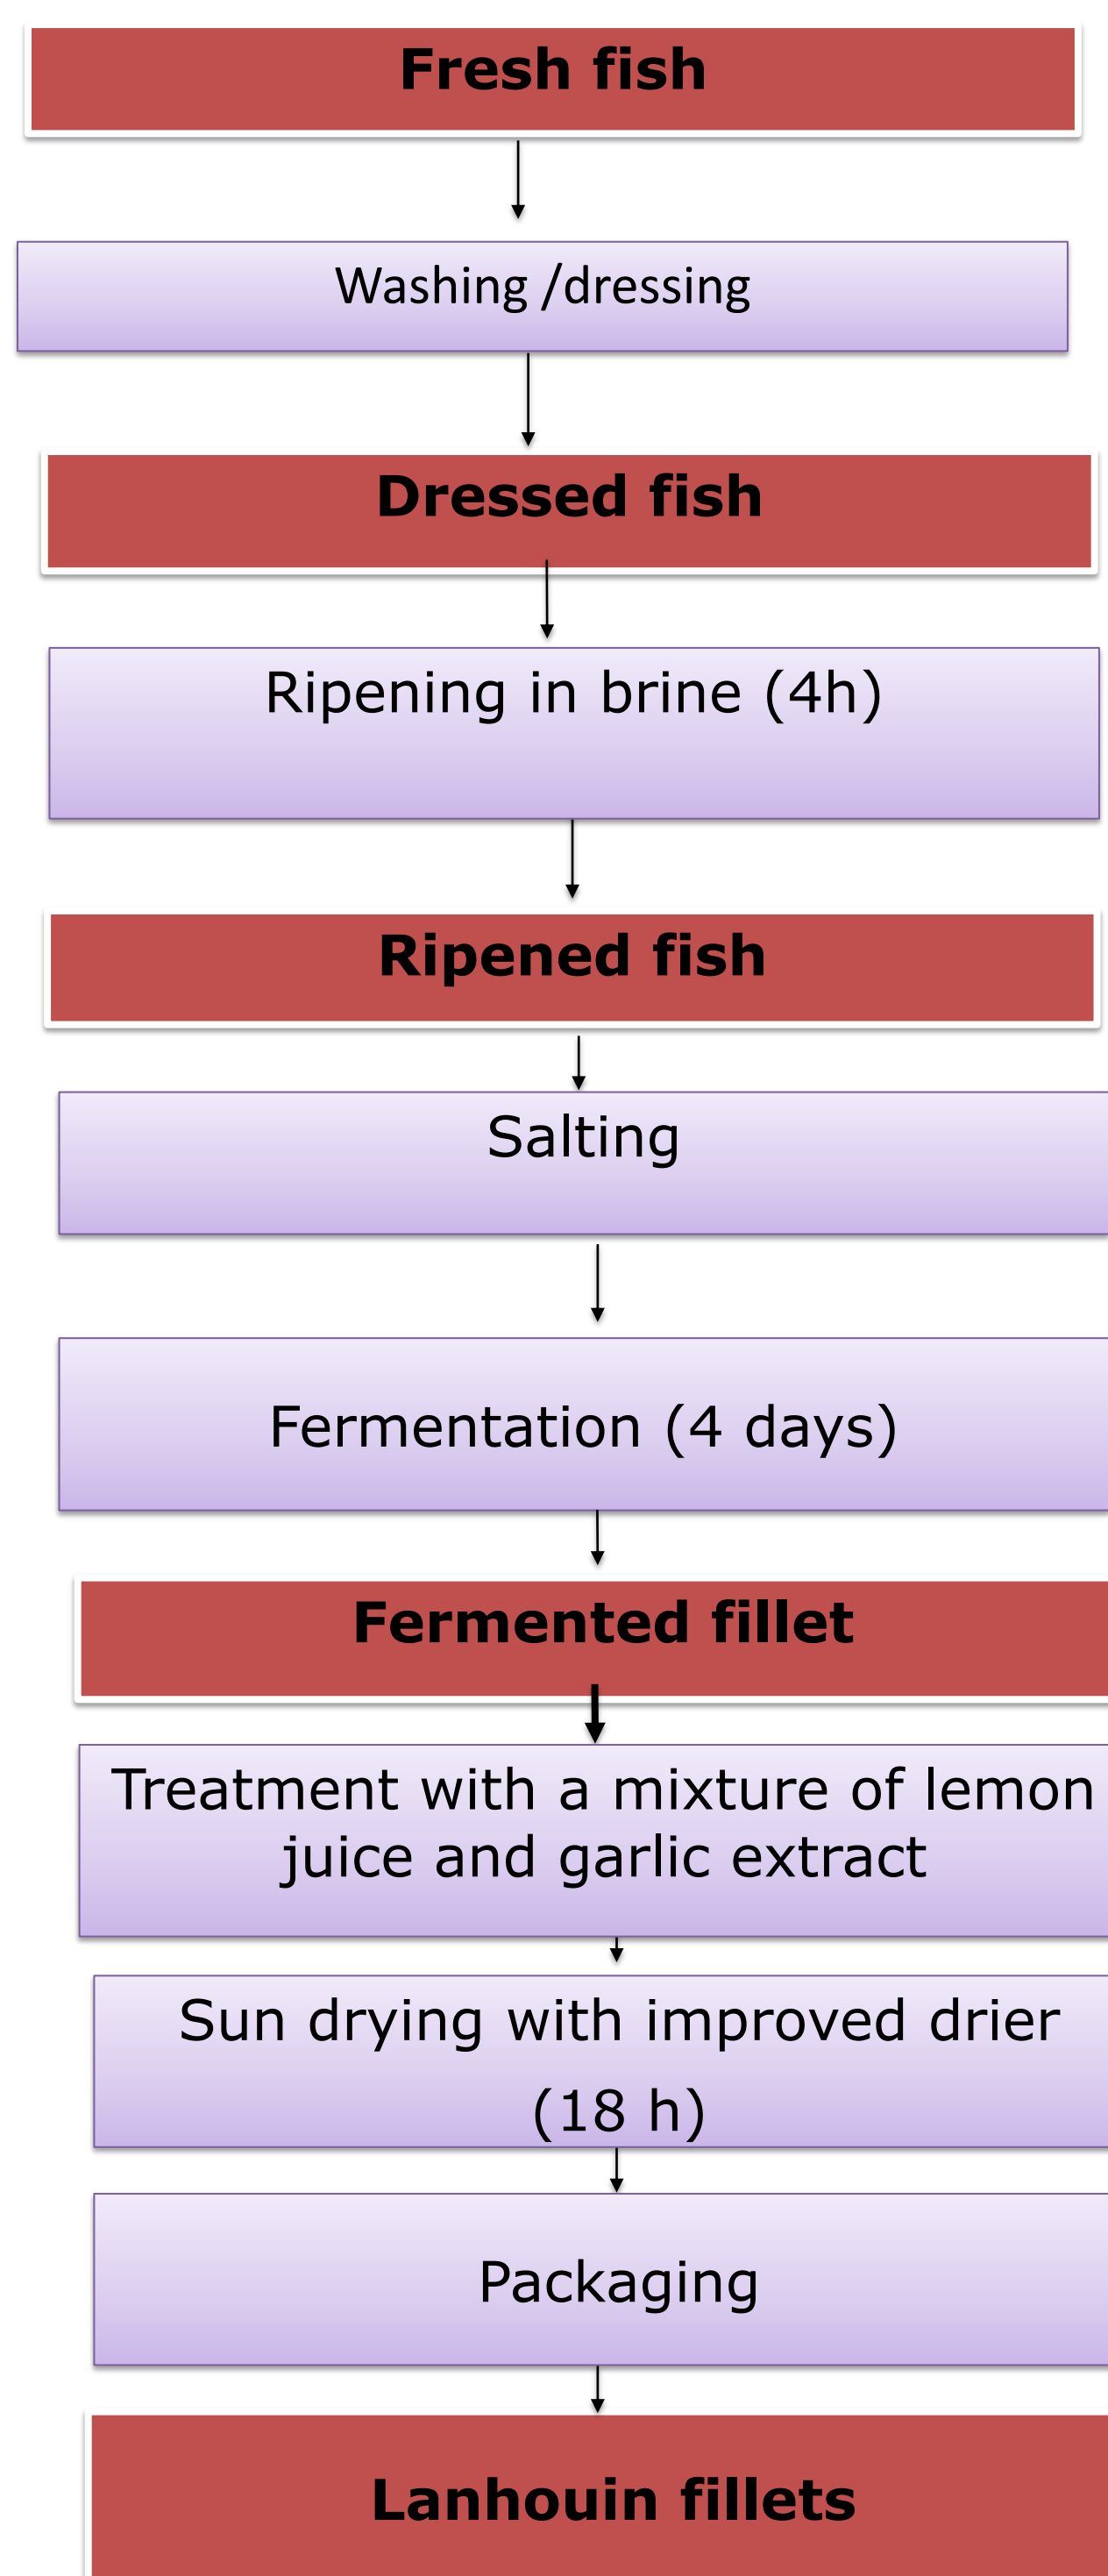 Fresh fish
Washing /dressing
Dressed fish
Ripening in brine (4h)
Ripened fish
Salting
Fermentation (4 days)
Fermented fillet
Treatment with a mixture of lemon
juice and garlic extract
Sun drying with improved drier
(18 h)
Packaging
Lanhouin fillets